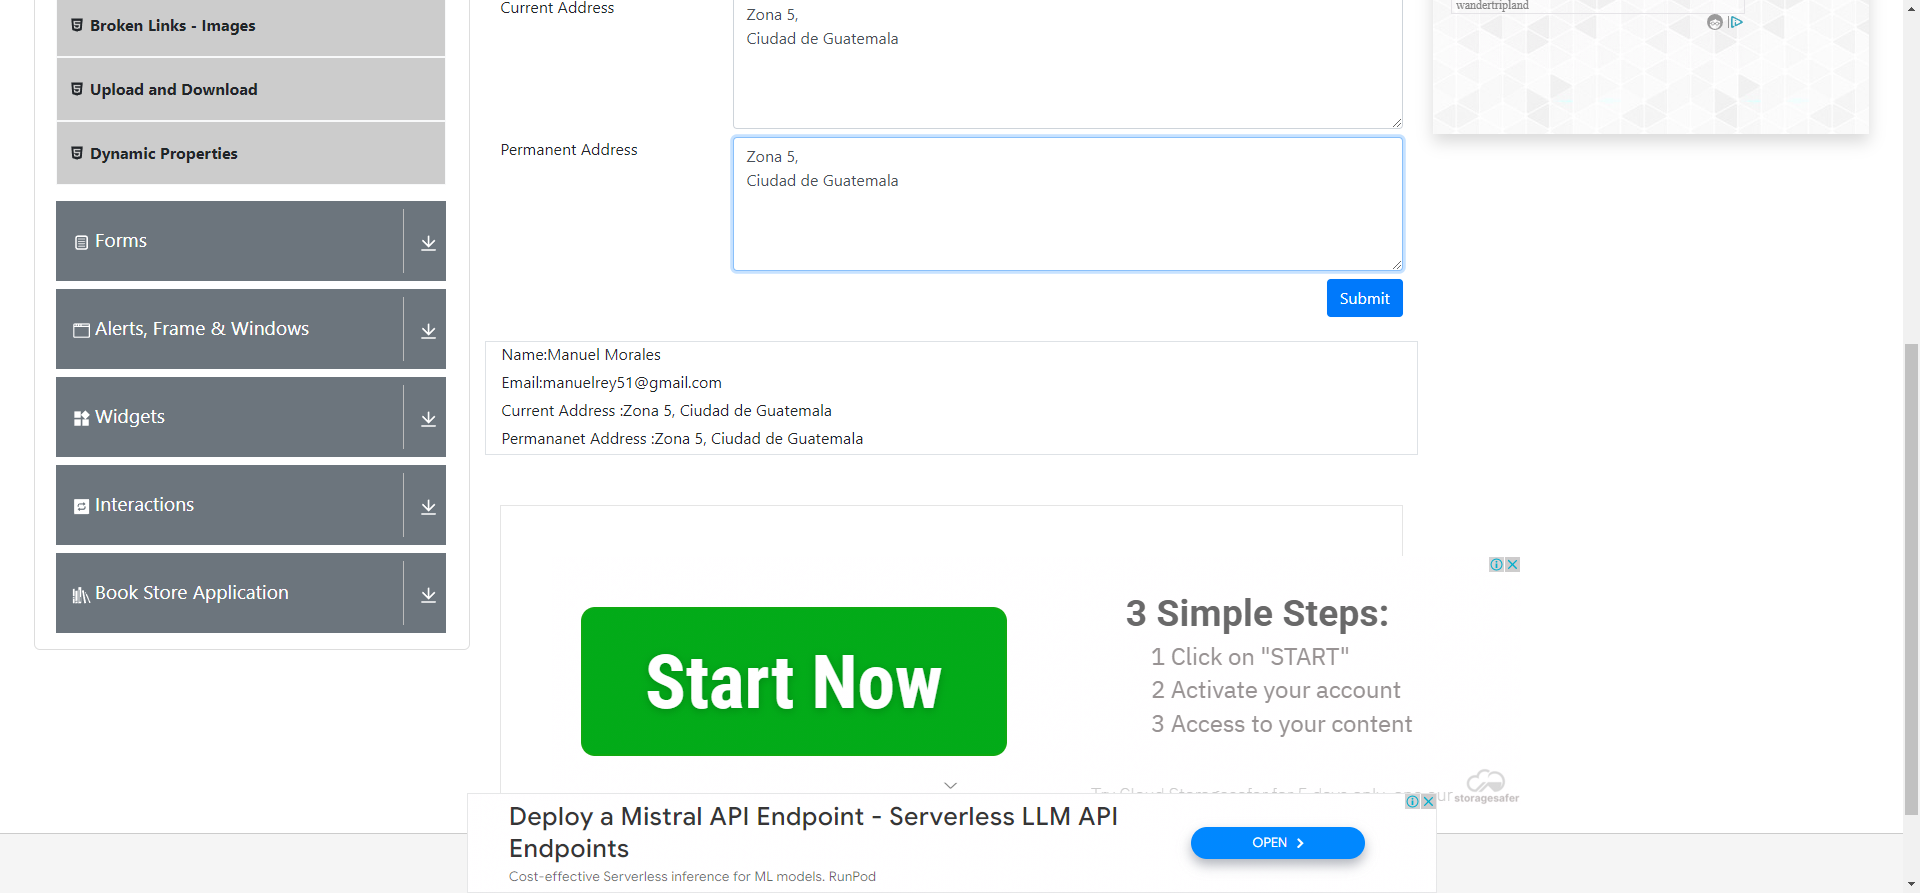 Broken Links - Images
Upload and Download
Dynamic Properties
Forms
Alerts, Frame & Windows
Widgets
Interactions
Book Store Application
Current Address
Zona 5,
Ciudad de Guatemala
Permanent Address
Zona 5,
Ciudad de Guatemala
Submit
Name:Manuel Morales
Email:manuelrey51@gmail.com
Current Address :Zona 5, Ciudad de Guatemala
Permananet Address :Zona 5, Ciudad de Guatemala
wandertripland
Start Now
3 Simple Steps:
1 Click on "START"
2 Activate your account
3 Access to your content
storagesafer
Deploy a Mistral API Endpoint - Serverless LLM API
Endpoints
Cost-effective Serverless inference for ML models. RunPod
OPEN